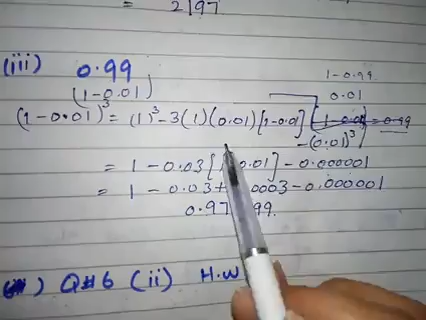 = 2197
(iii) 0.99
(1-0.01)
1-0.99
0.01
(1-0.01)³ = (1)³-3(1)(0.01)[1-0.01] = 0.99
-(0.01)³
= 1-0.03[ 0.01] - 0.000001
= 1 - 0.03+ 0003-0.000001
0.97 99.
Q#6 (ii) H.W